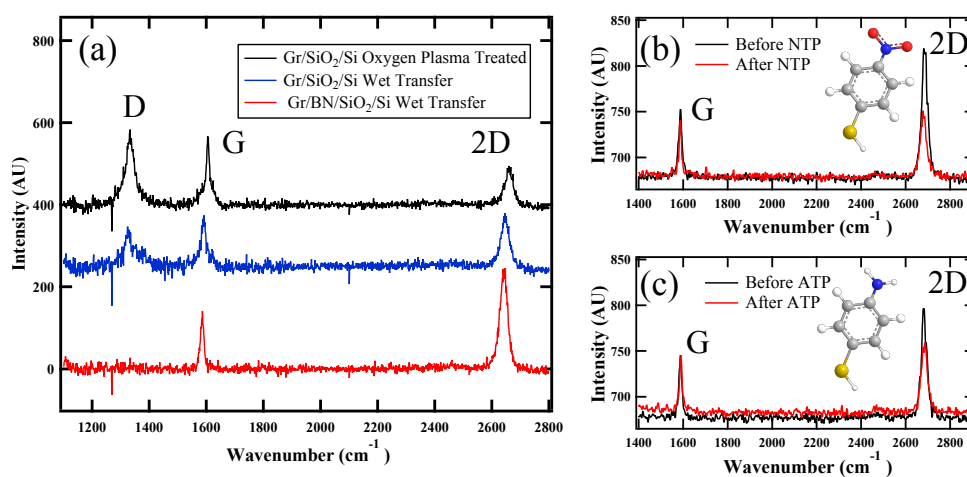 (a)
Gr/SiO₂/Si Oxygen Plasma Treated
Gr/SiO₂/Si Wet Transfer
Gr/BN/SiO₂/Si Wet Transfer
D
G
2D
800
600
400
200
0
Intensity (AU)
1200 1400 1600 1800 2000 2200 2400 2600 2800
Wavenumber (cm⁻¹)
(b)
Before NTP
After NTP
2D
G
850
800
750
700
Intensity (AU)
1400 1600 1800 2000 2200 2400 2600 2800
Wavenumber (cm⁻¹)
(c)
Before ATP
After ATP
2D
G
850
800
750
700
Intensity (AU)
1400 1600 1800 2000 2200 2400 2600 2800
Wavenumber (cm⁻¹)